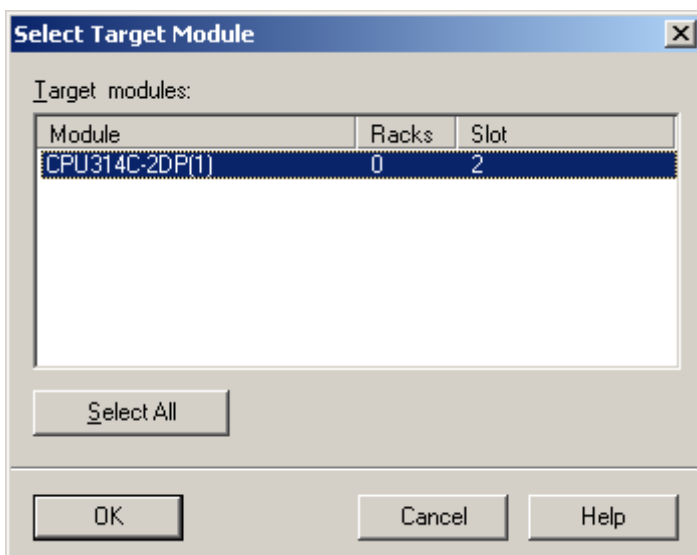 Select Target Module
Target modules:
Module Racks Slot
CPU314C-2DP(1) 0 2
Select All
OK Cancel Help